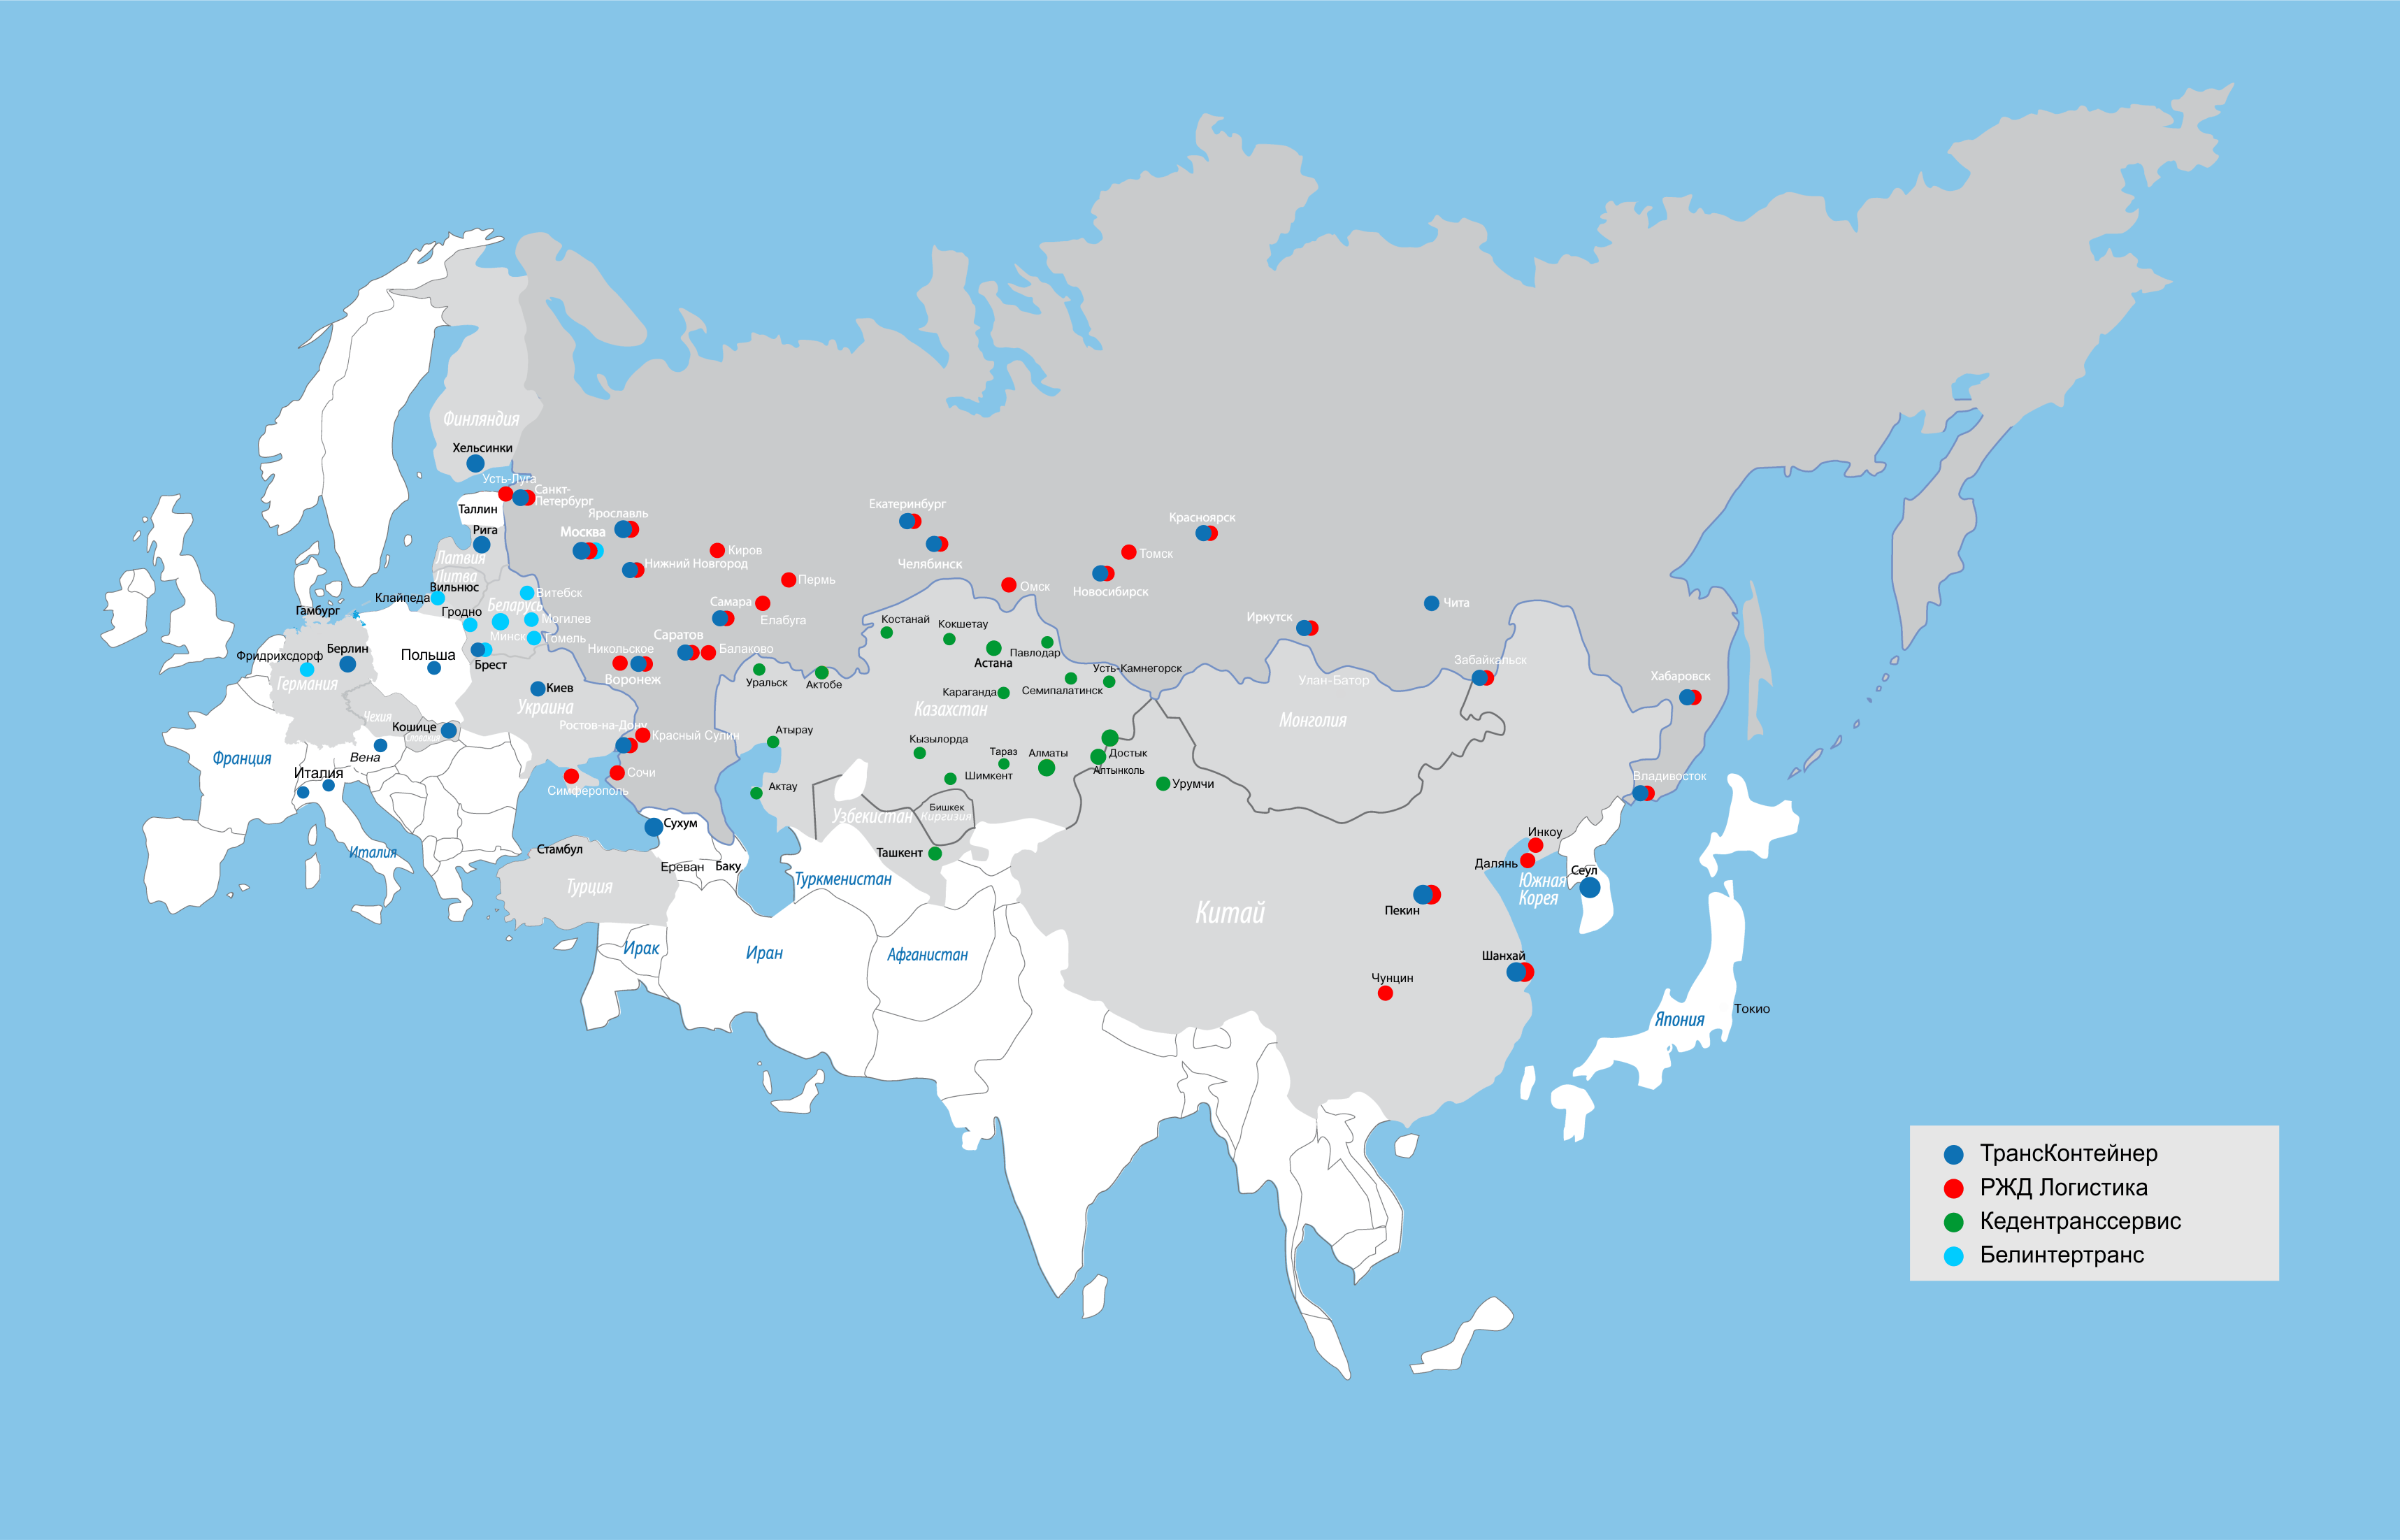 Финляндия
Хельсинки
Усть-Луга
Санкт-
Петербург
Таллин
Рига
Латвия
Литва
Вильнюс
Клайпеда
Гродно
Беларусь
Витебск
Могилев
Минск
Гомель
Брест
Гамбург
Фридрихсдорф
Берлин
Германия
Польша
Чехия
Кошице
Словакия
Вена
Италия
Франция
Италия
Киев
Украина
Ярославль
Москва
Нижний Новгород
Киров
Пермь
Самара
Елабуга
Саратов
Балаково
Никольское
Воронеж
Ростов-на-Дону
Красный Сулин
Сочи
Симферополь
Сухум
Ереван
Баку
Стамбул
Турция
Ирак
Иран
Афганистан
Туркменистан
Узбекистан
Ташкент
Бишкек
Киргизия
Екатеринбург
Челябинск
Омск
Томск
Новосибирск
Красноярск
Иркутск
Чита
Забайкальск
Хабаровск
Владивосток
Костанай
Кокшетау
Астана
Павлодар
Уральск
Актобе
Караганда
Семипалатинск
Усть-Камнегорск
Казахстан
Атырау
Актау
Кызылорда
Тараз
Шимкент
Алматы
Достык
Алтынколь
Урумчи
Улан-Батор
Монголия
Китай
Инкоу
Далянь
Пекин
Шанхай
Чунцин
Южная
Корея
Сеул
Япония
Токио
ТрансКонтейнер
РЖД Логистика
Кедентранссервис
Белинтертранс